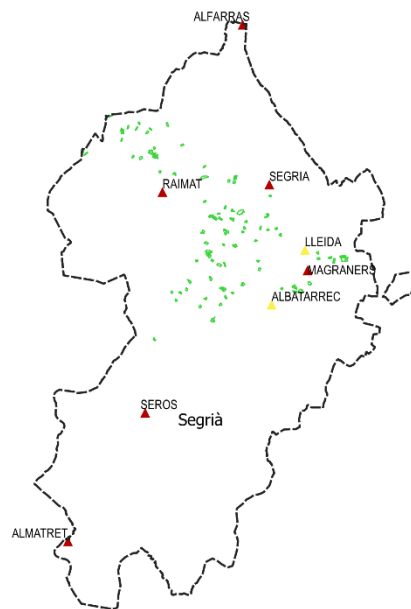 ALFARRAS
RAIMAT
SEGRIA
LLEIDA
MAGRANERS
ALBATARREC
SEROS
Segrià
ALMATRET